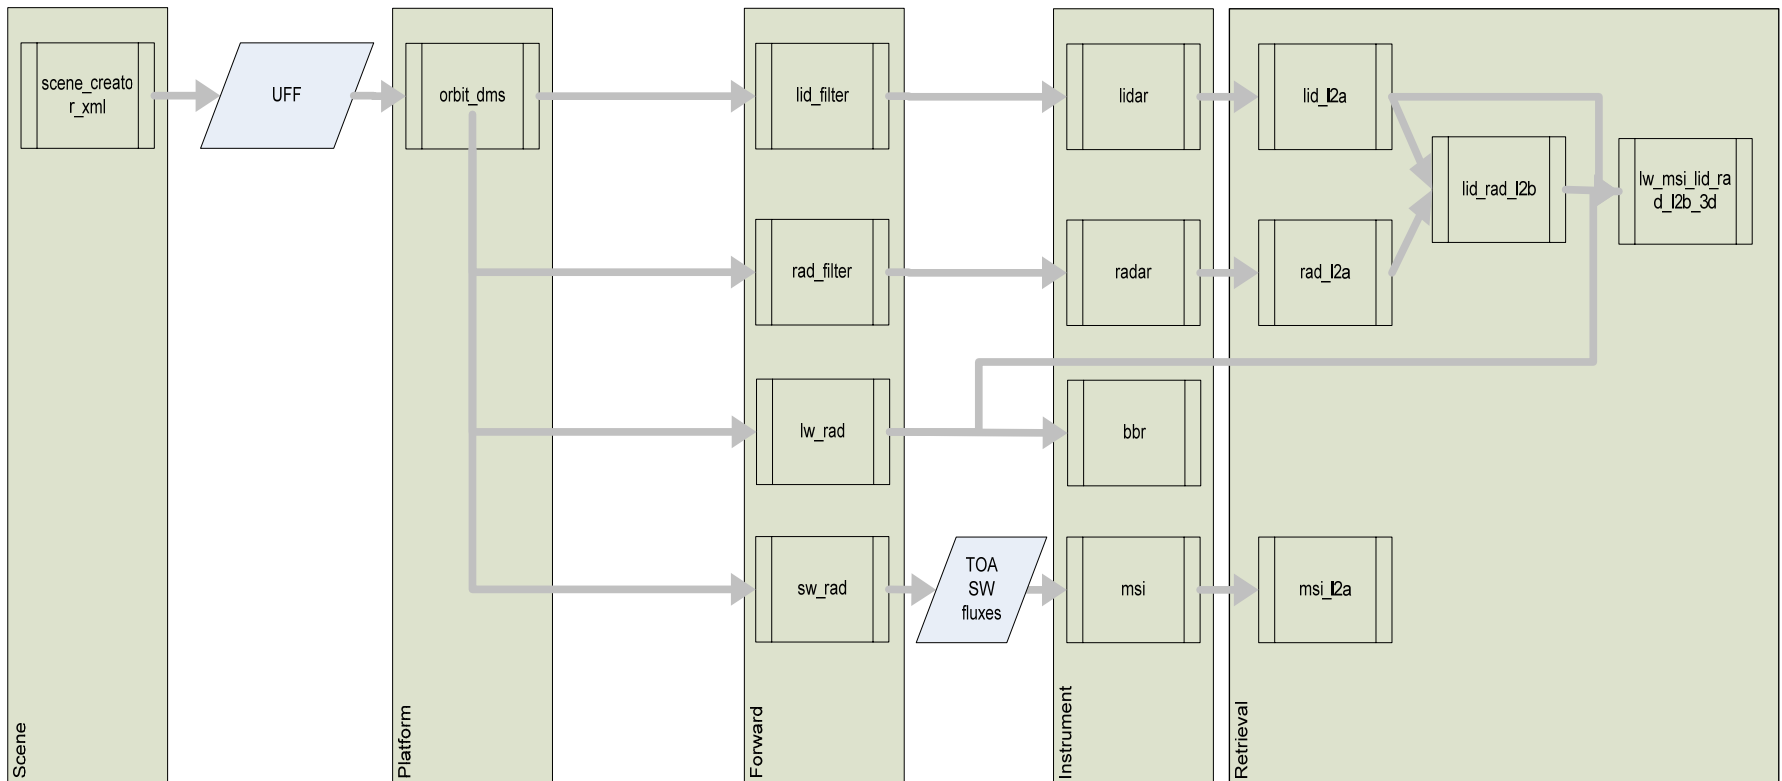 scene_creato
r_xml
UFF
orbit_dms
lid_filter
lidar
lid_l2a
lid_rad_l2b
lw_msi_lid_ra
d_l2b_3d
rad_filter
radar
rad_l2a
lw_rad
bbr
sw_rad
TOA
SW
fluxes
msi
msi_l2a
Scene
Platform
Forward
Instrument
Retrieval